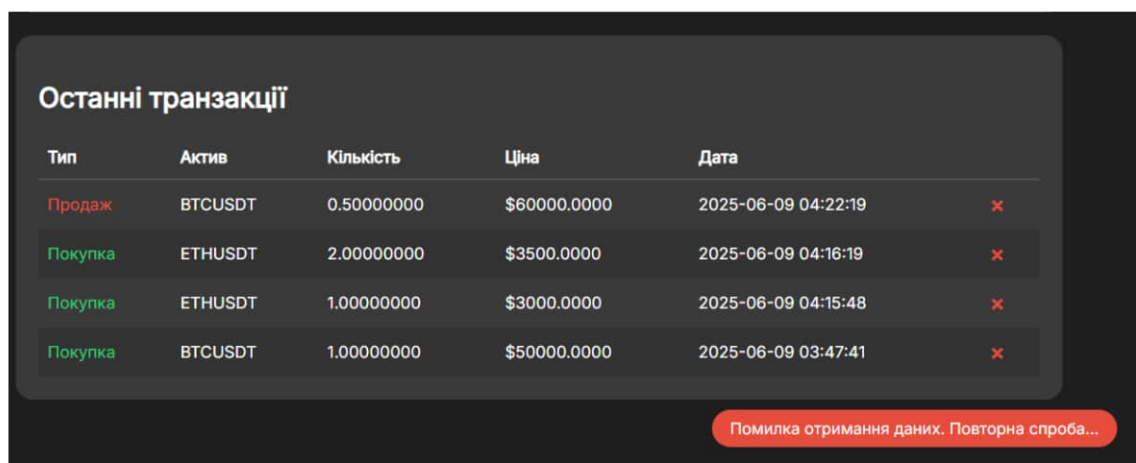 Останні транзакції
Тип Актив Кількість Ціна Дата
Продаж BTCUSDT 0.50000000 $60000.0000 2025-06-09 04:22:19
Покупка ETHUSDT 2.00000000 $3500.0000 2025-06-09 04:16:19
Покупка ETHUSDT 1.00000000 $3000.0000 2025-06-09 04:15:48
Покупка BTCUSDT 1.00000000 $50000.0000 2025-06-09 03:47:41
Помилка отримання даних. Повторна спроба...